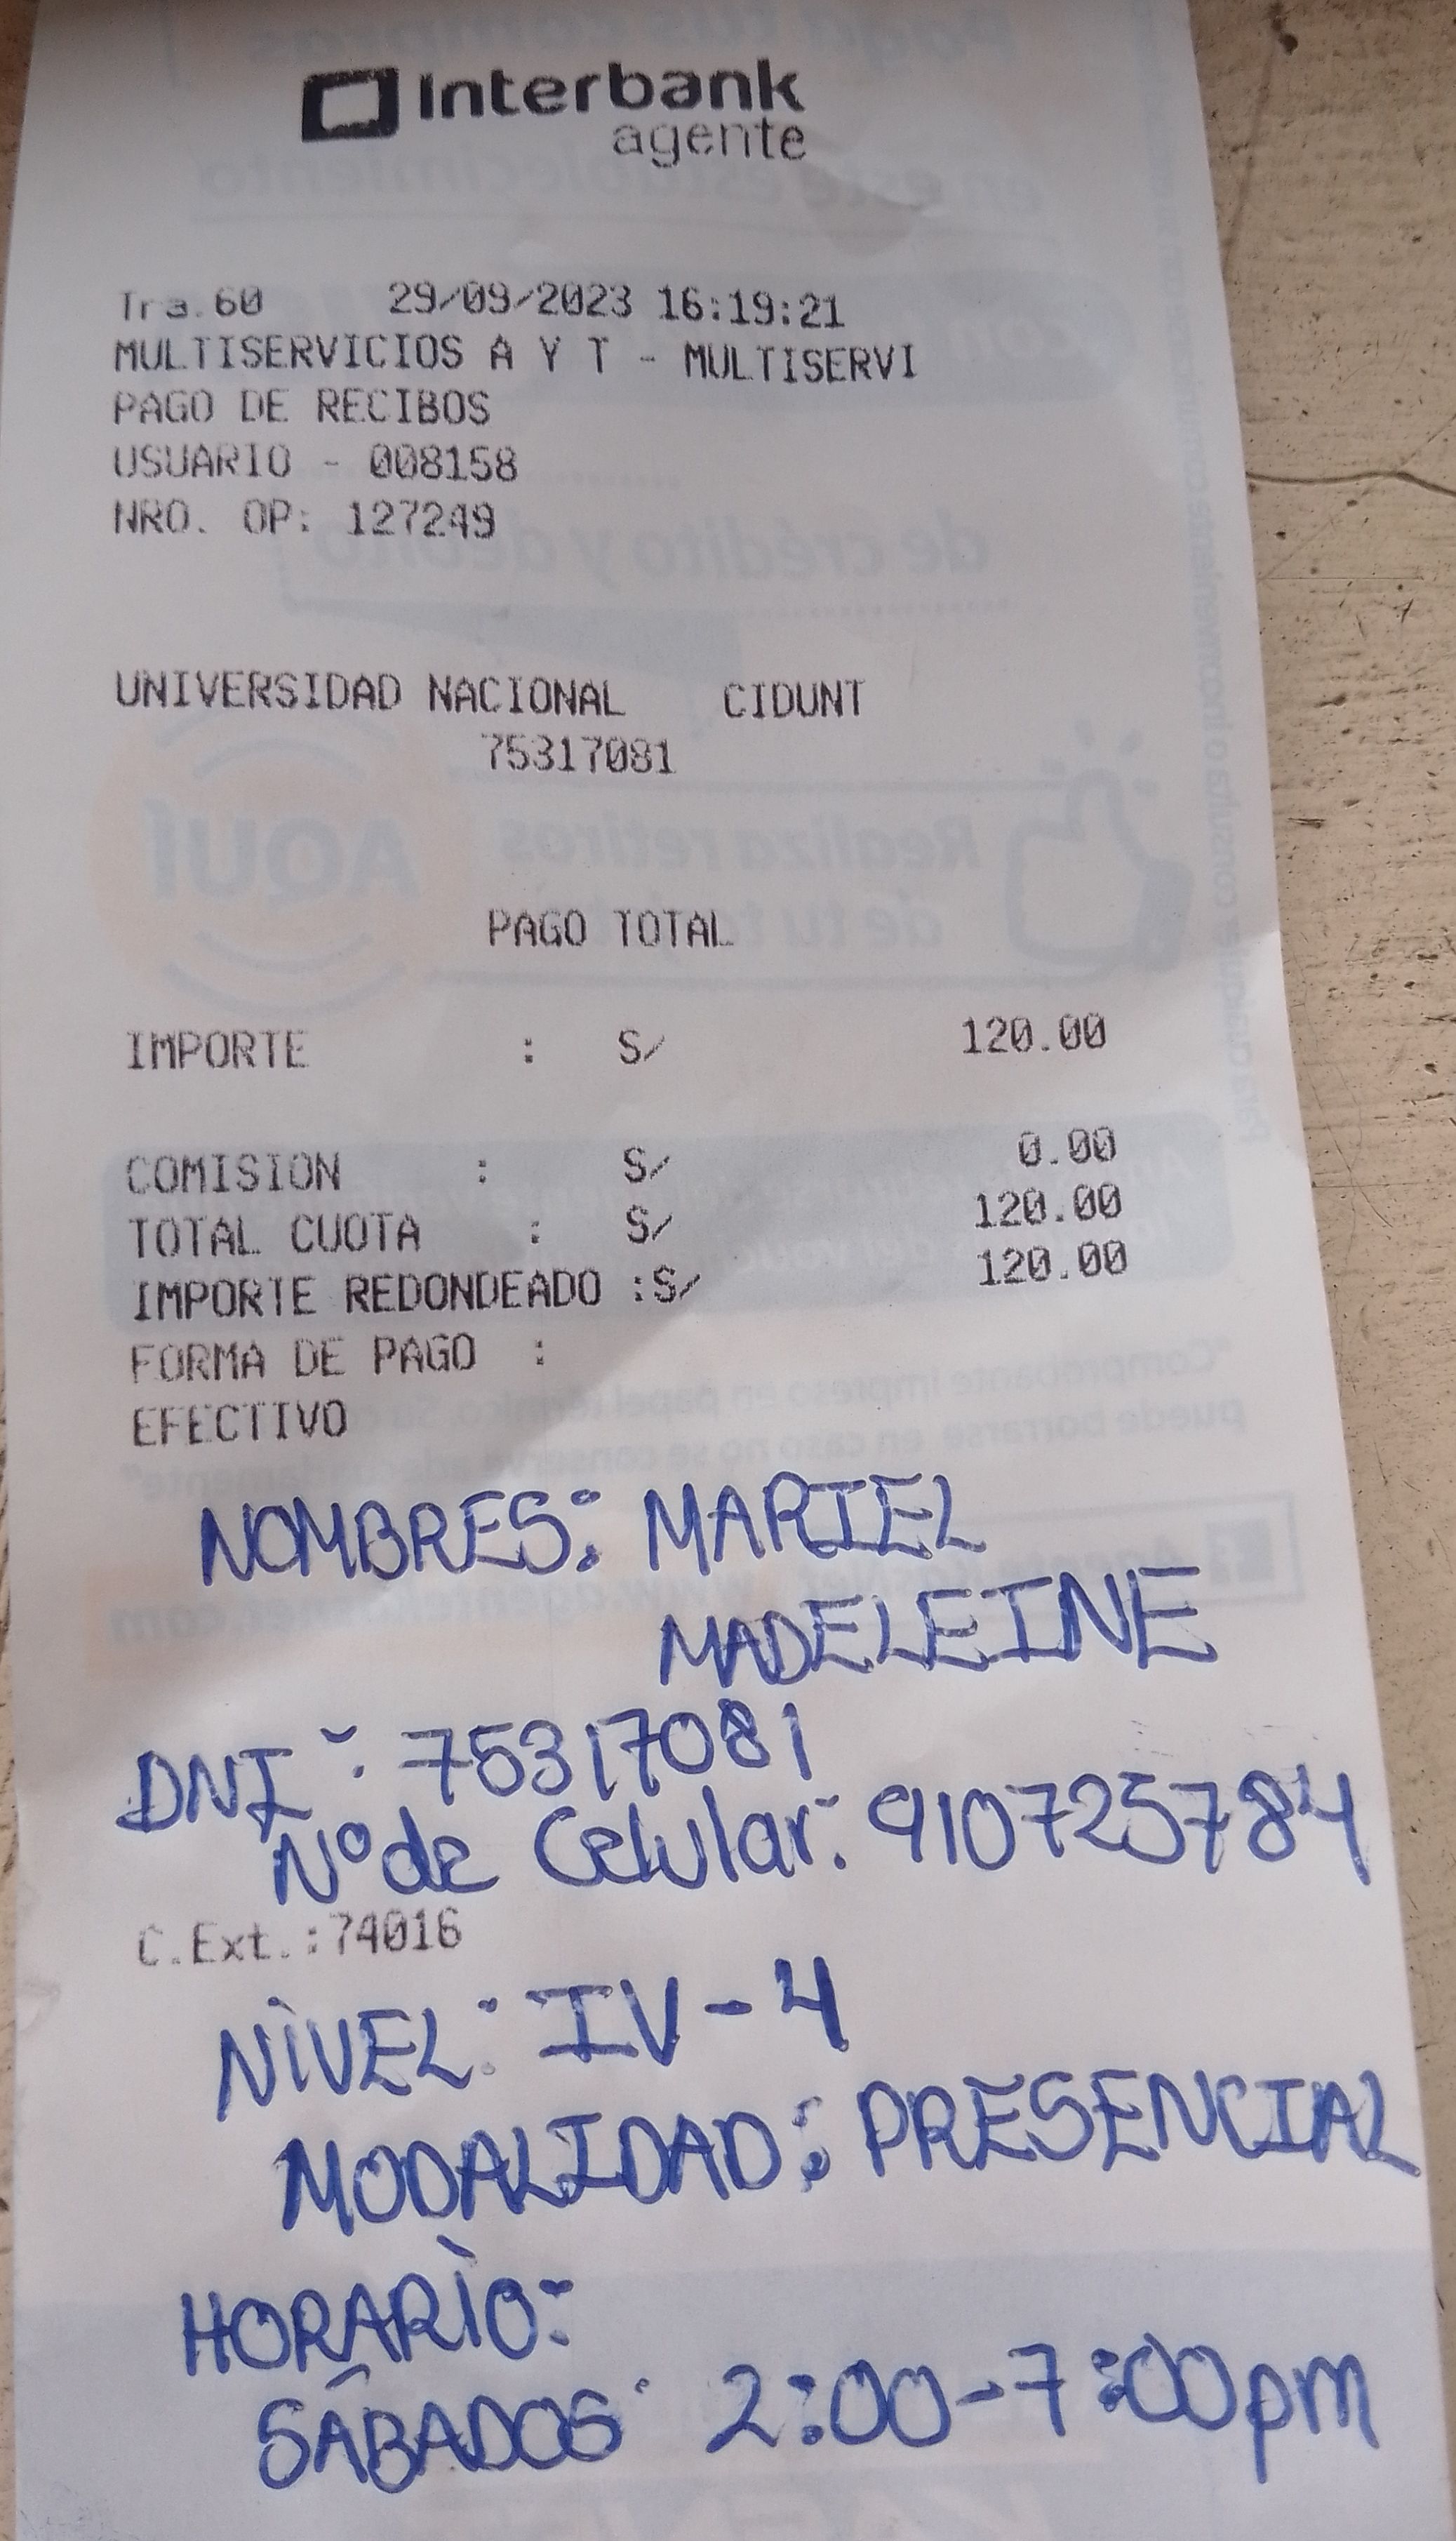 Interbank
agente
Tra.60 29/09/2023 16:19:21
MULTISERVICIOS A Y T - MULTISERVI
PAGO DE RECIBOS
USUARIO - 008158
NRO. OP: 127249
UNIVERSIDAD NACIONAL CIDUNT
75317081
PAGO TOTAL
IMPORTE : S/ 120.00
COMISION : S/ 0.00
TOTAL CUOTA : S/ 120.00
IMPORTE REDONDEADO :S/ 120.00
FORMA DE PAGO :
EFECTIVO
NOMBRES: MARIEL
MADELEINE
DNI: 75317081
N° de Celular: 910725784
C.Ext.:74016
NIVEL: IV-4
MODALIDAD: PRESENCIAL
HORARIO:
SÁBADOS: 2:00-7:00pm